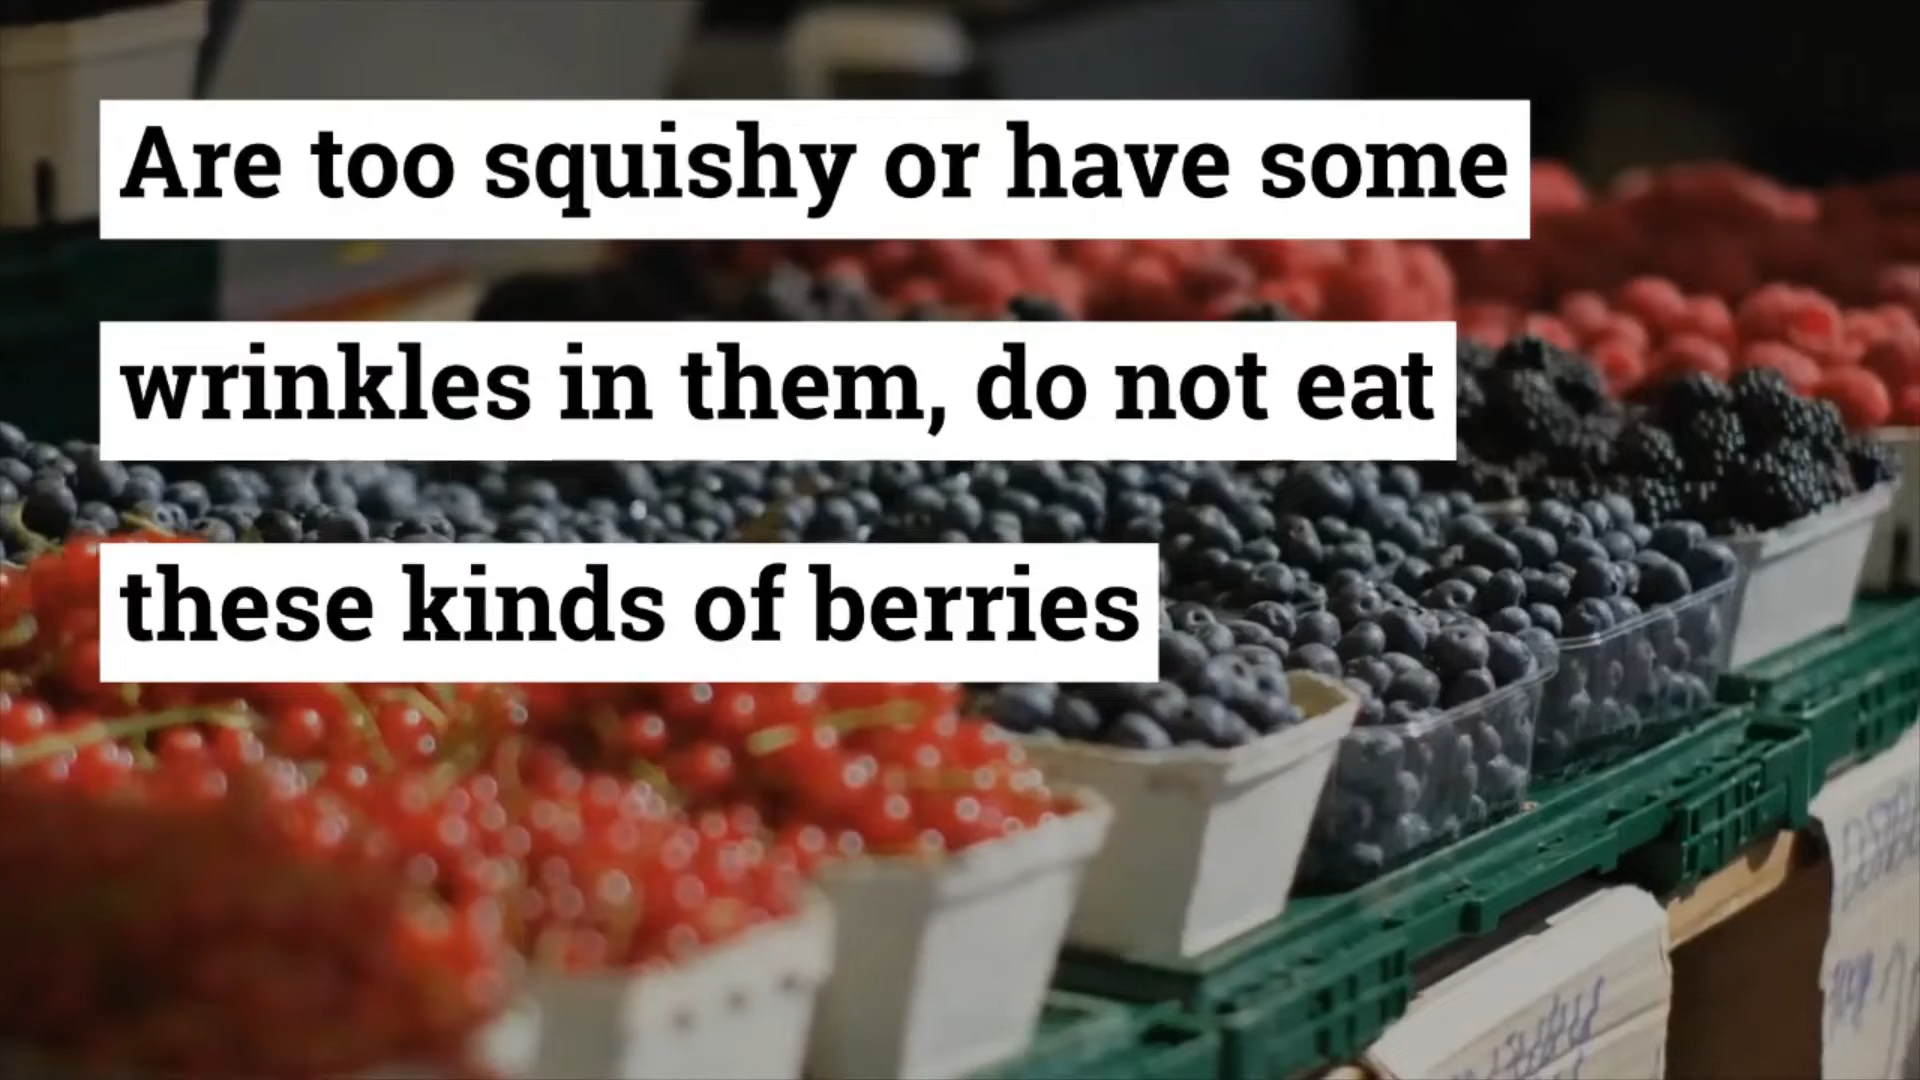 Are too squishy or have some
wrinkles in them, do not eat
these kinds of berries